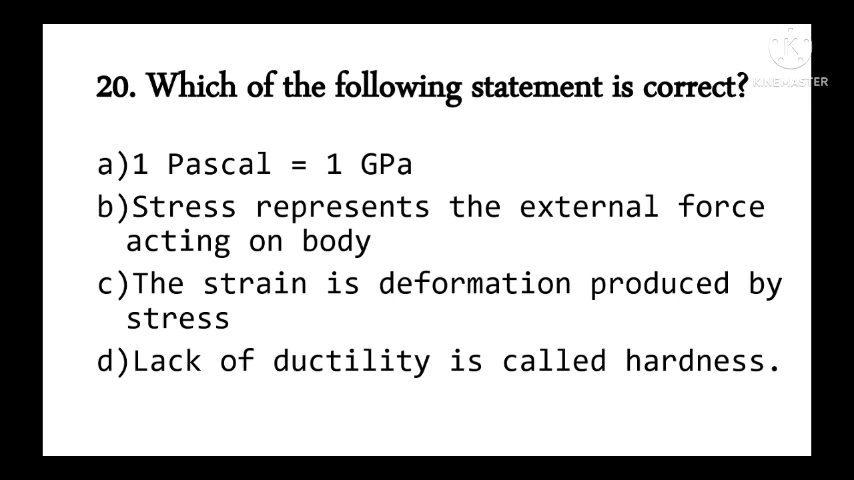 20. Which of the following statement is correct?
KINEMASTER
a)1 Pascal = 1 GPa
b)Stress represents the external force
acting on body
c)The strain is deformation produced by
stress
d)Lack of ductility is called hardness.